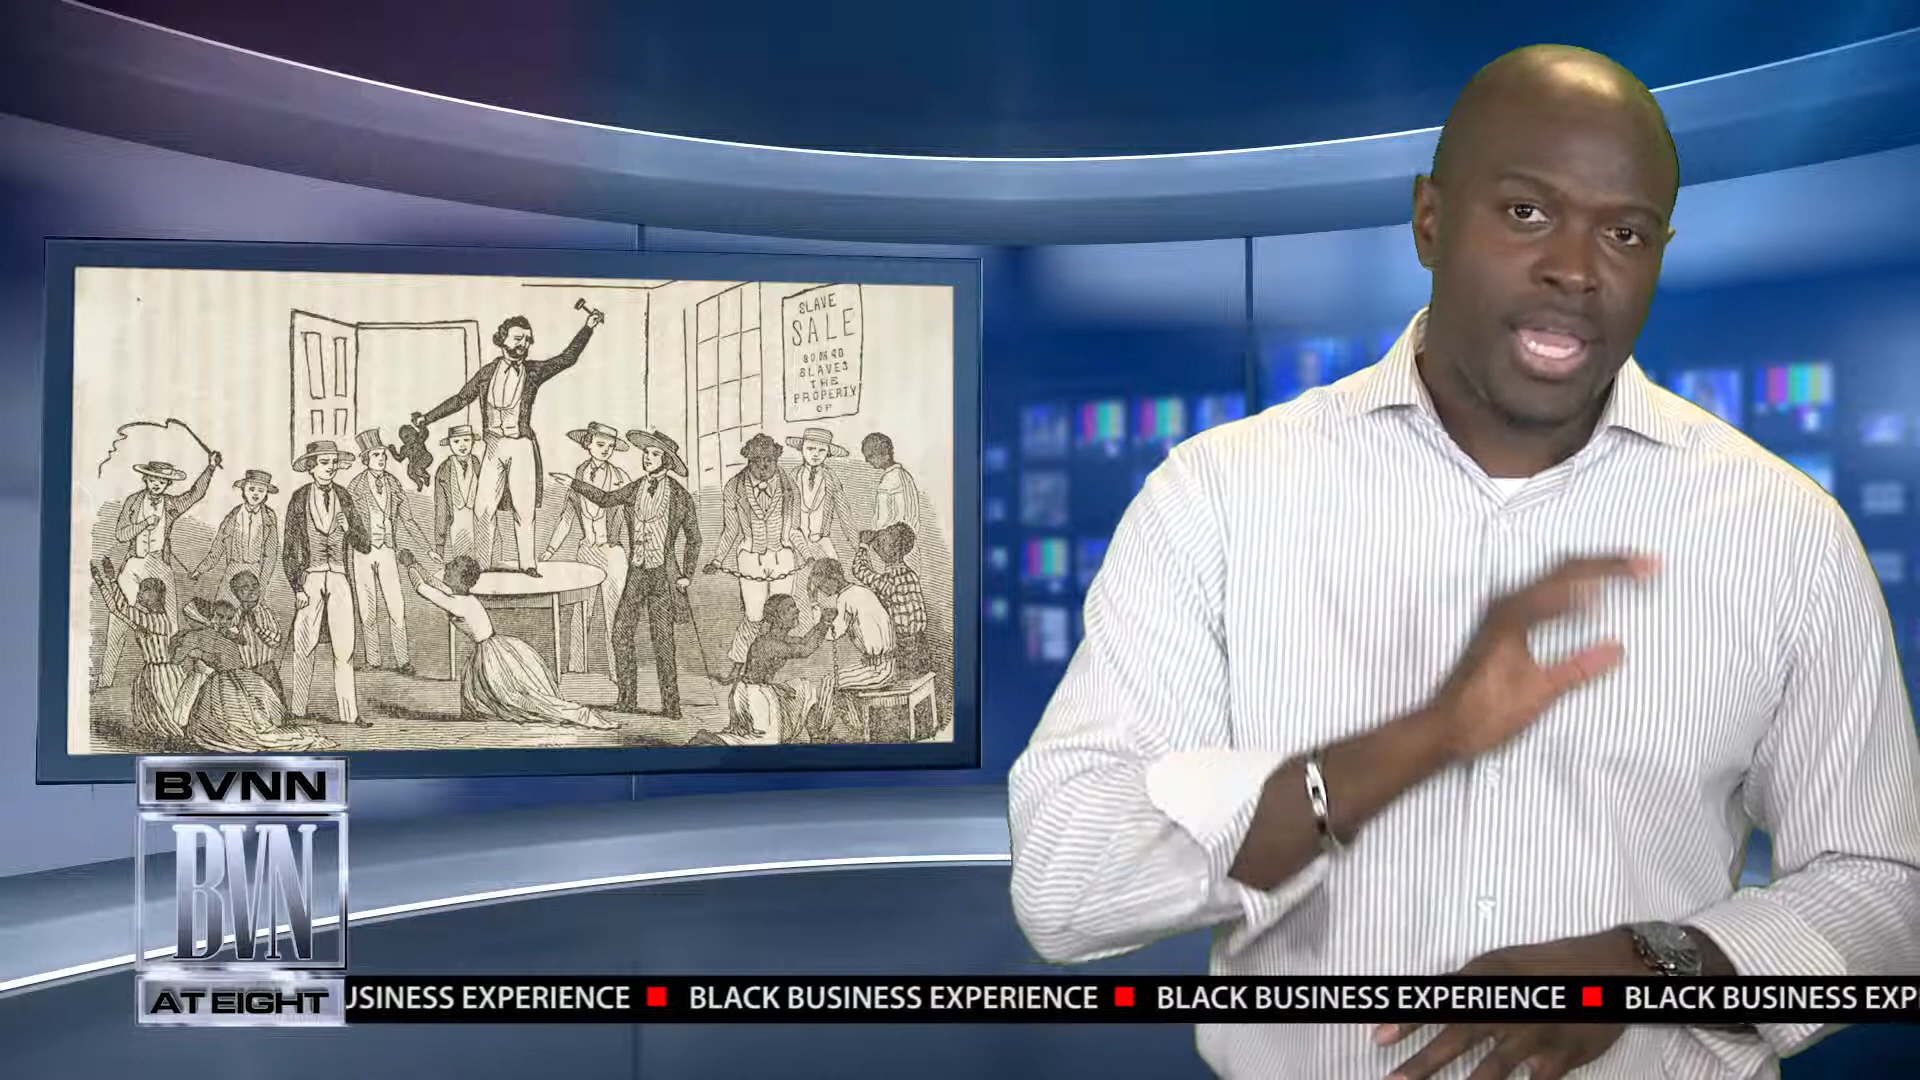 SLAVE
SALE
SLAVES
THE
PROPERTY
OF
BVNN
BVN
AT EIGHT
USINESS EXPERIENCE ■ BLACK BUSINESS EXPERIENCE ■ BLACK BUSINESS EXPERIENCE ■ BLACK BUSINESS EXP